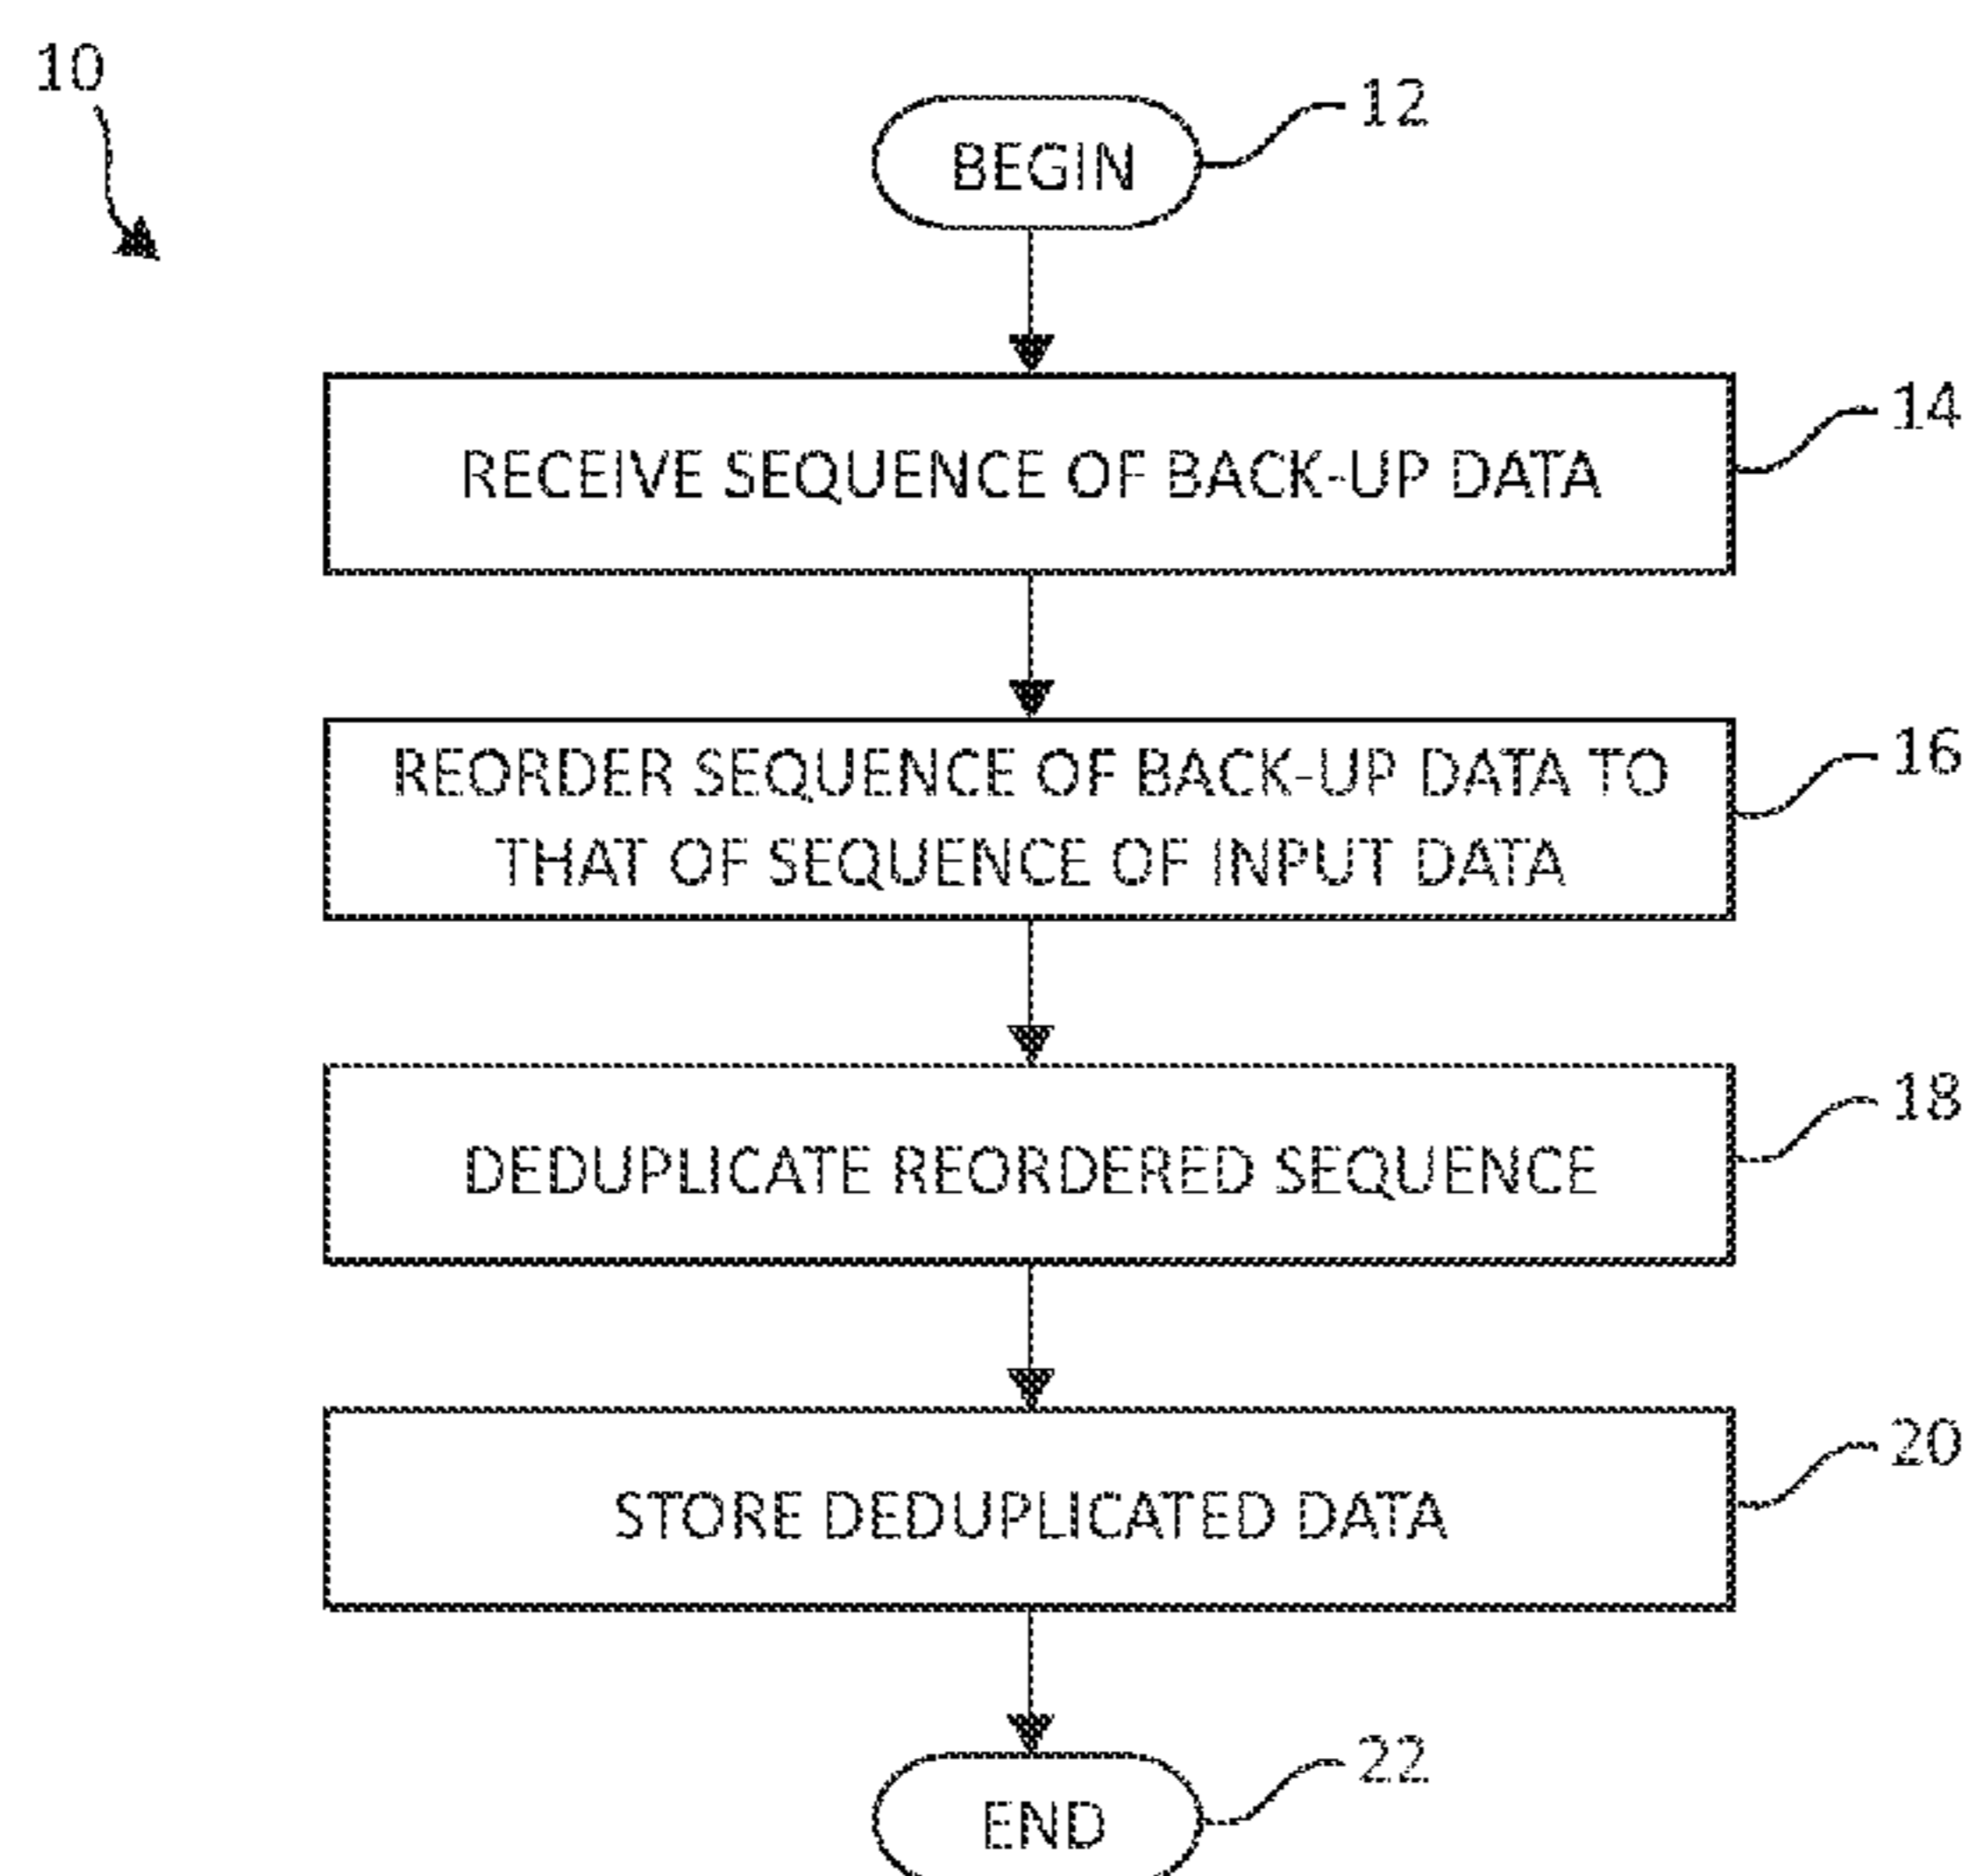 10
BEGIN
12
RECEIVE SEQUENCE OF BACK-UP DATA
14
REORDER SEQUENCE OF BACK-UP DATA TO
THAT OF SEQUENCE OF INPUT DATA
16
DEDUPLICATE REORDERED SEQUENCE
18
STORE DEDUPLICATED DATA
20
END
22